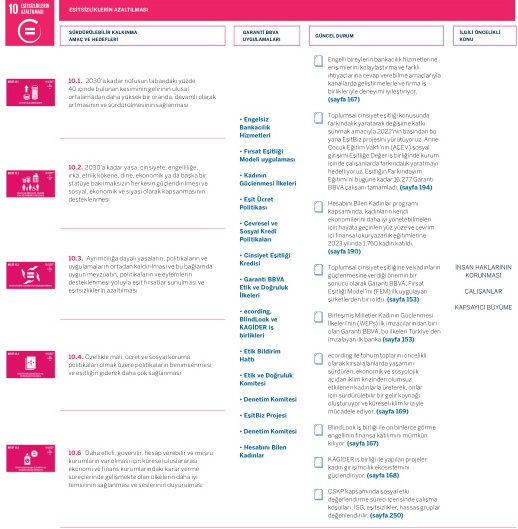 10 EŞİTSİZLİKLERİN
AZALTILMASI
EŞİTSİZLİKLERİN AZALTILMASI
SÜRDÜRÜLEBİLİR KALKINMA
AMAÇ VE HEDEFLERİ
GARANTİ BBVA
UYGULAMALARI
GÜNCEL DURUM
İLGİLİ ÖNCELİKLİ
KONU
10.1. 2030'a kadar nüfusun tabandaki yüzde
40 içinde bulunan kesiminin gelirinin ulusal
ortalamadan daha yüksek bir oranda, devamlı olarak
artmasının ve sürdürülmesinin sağlanması
10.2. 2030'a kadar yaşa, cinsiyete, engelliliğe,
ırka, etnik kökene, dine, ekonomik ya da başka bir
statüye bakılmaksızın herkesin güçlendirilmesi ve
sosyal, ekonomik ve siyasi olarak kapsanmasının
desteklenmesi
10.3. Ayrımcılığa dayalı yasaların, politikaların ve
uygulamaların ortadan kaldırılması ve bu bağlamda
uygun mevzuatın, politikaların ve eylemlerin
desteklenmesi yoluyla eşit fırsatlar sunulması ve
eşitsizliklerin azaltılması
10.4. Özellikle mali, ücret ve sosyal koruma
politikaları olmak üzere politikaların benimsenmesi
ve eşitliğin giderek daha çok sağlanması
10.6 Daha etkili, güvenilir, hesap verebilir ve meşru
kurumların var olması için küresel uluslararası
ekonomi ve finans kurumlarındaki karar verme
süreçlerinde gelişmekte olan ülkelerin daha iyi
temsilinin sağlanması ve seslerinin duyurulması
• Engelsiz
Bankacılık
Hizmetleri
• Fırsat Eşitliği
Modeli uygulaması
• Kadının
Güçlenmesi İlkeleri
• Eşit Ücret
Politikası
• Çevresel ve
Sosyal Kredi
Politikaları
• Cinsiyet Eşitliği
Kredisi
• Garanti BBVA
Etik ve Doğruluk
İlkeleri
• ecording,
BlindLook ve
KAGİDER iş
birlikleri
• Etik Bildirim
Hattı
• Etik ve Doğruluk
Komitesi
• Denetim Komitesi
• EşitBiz Projesi
• Denetim Komitesi
• Hesabını Bilen
Kadınlar
Engelli bireylerin bankacılık hizmetlerine
erişimlerini kolaylaştırma ve farklı
ihtiyaçlarına cevap verebilme amaçlarıyla
kanallarda geliştirmelerle ve firma iş
birlikleriyle deneyimi iyileştiriyor.
(sayfa 167)
Toplumsal cinsiyet eşitliği konusunda
farkındalık yaratarak değişime katkı
sunmak amacıyla 2022'nin başından bu
yana EşitBiz projesini yürütüyoruz. Anne
Çocuk Eğitim Vakfı'nın (AÇEV) sosyal
girişimi Eşitliğe Değer iş birliğinde kurum
içinde çalışanlarda farkındalık yaratmayı
hedefliyoruz. Eşitliğin Farkındayım
Eğitimi'ni bugüne kadar 16.277 Garanti
BBVA çalışanı tamamladı. (sayfa 194)
Hesabını Bilen Kadınlar programı
kapsamında, kadınların kendi
ekonomilerini daha iyi yönetebilmeleri
için hayata geçirilen yüz yüze ve çevrim
içi finansal okuryazarlık eğitimlerine
2023 yılında 1.760 kadın katıldı.
(sayfa 190)
Toplumsal cinsiyet eşitliğine ve kadınların
güçlenmesine verdiği önemin bir
sonucu olarak Garanti BBVA, Fırsat
Eşitliği Modeli'ni (FEM) ilk uygulayan
şirketlerden biri oldu. (sayfa 153)
Birleşmiş Milletler Kadının Güçlenmesi
İlkeleri'nin (WEPs) ilk imzacılarından biri
olan Garanti BBVA, bu ilkeleri Türkiye'den
imzalayan ilk banka (sayfa 153)
ecording ile tohum toplarını öncelikli
olarak kırsal alanlarda yaşamını
sürdüren, ekonomik ve sosyolojik
açıdan iklim krizinden olumsuz
etkilenen kadınlarla üreterek, onlar
için sürdürülebilir bir gelir kaynağı
oluşturuyor ve küresel iklim kriziyle
mücadele ediyor. (sayfa 169)
BlindLook iş birliği ile on binlerce görme
engellinin finansa katılımını mümkün
kılıyor. (sayfa 167)
KAGİDER iş birliği ile yapılan projeler
kadın girişimcilik ekosistemini
güçlendiriyor. (sayfa 168)
ÇSKP kapsamında sosyal etki
değerlendirme süreci içerisinde çalışma
koşulları, İSG, eşitsizlikler, hassas gruplar
değerlendirilir. (sayfa 250)
İNSAN HAKLARININ
KORUNMASI
ÇALIŞANLAR
KAPSAYICI BÜYÜME